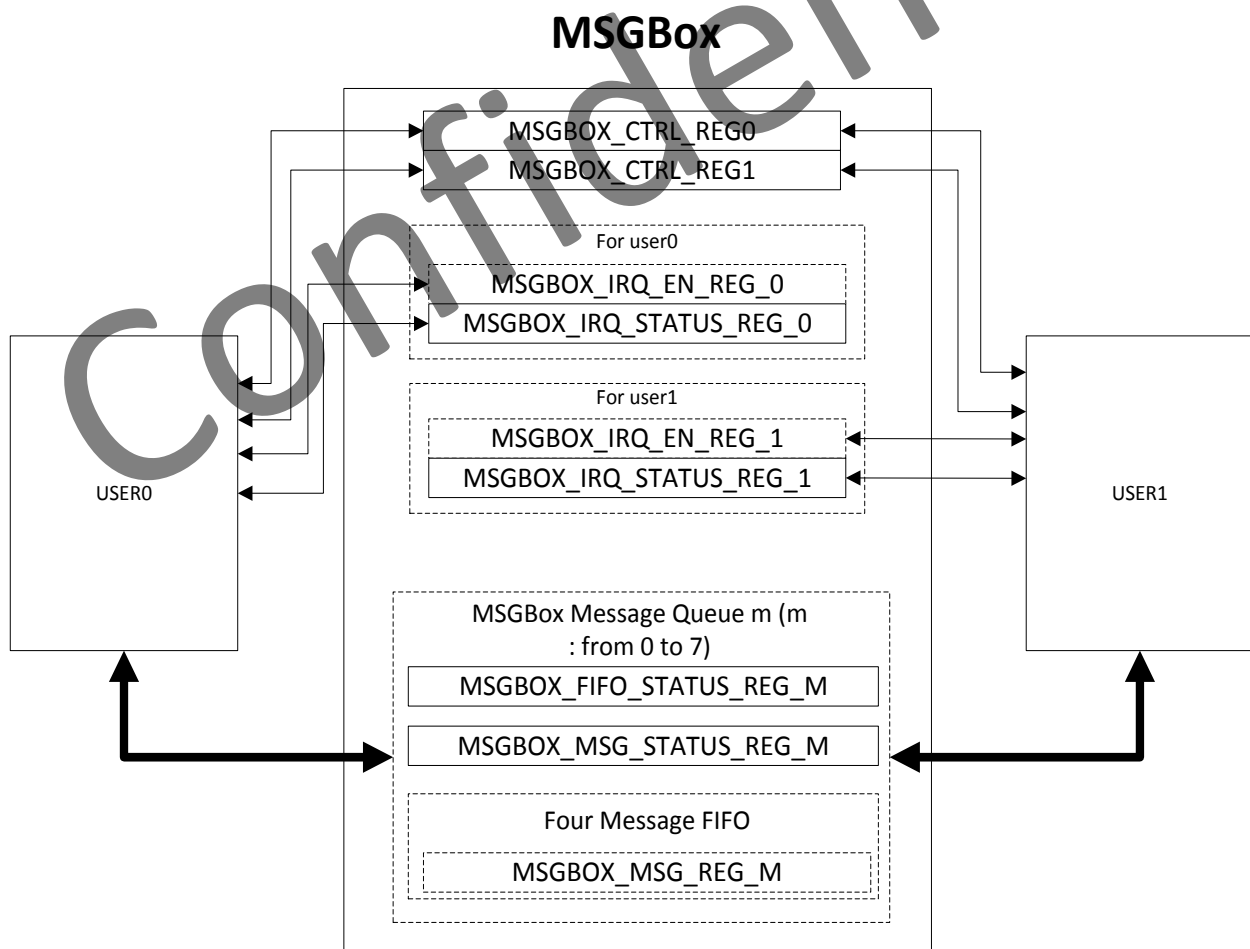 MSGBox
MSGBOX_CTRL_REG0
MSGBOX_CTRL_REG1
For user0
MSGBOX_IRQ_EN_REG_0
MSGBOX_IRQ_STATUS_REG_0
For user1
MSGBOX_IRQ_EN_REG_1
MSGBOX_IRQ_STATUS_REG_1
USER0
USER1
MSGBox Message Queue m (m
: from 0 to 7)
MSGBOX_FIFO_STATUS_REG_M
MSGBOX_MSG_STATUS_REG_M
Four Message FIFO
MSGBOX_MSG_REG_M